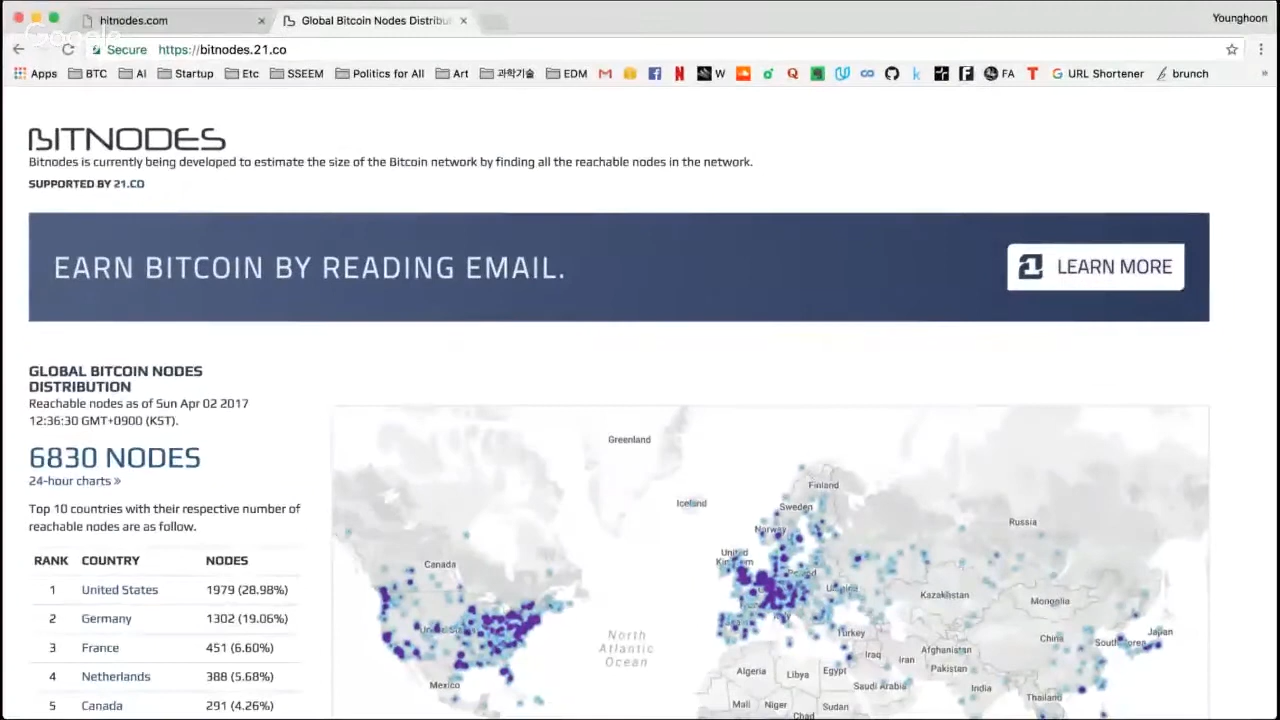 hitnodes.com
Global Bitcoin Nodes Distribu
Younghoon
Google
Secure https://bitnodes.21.co
Apps BTC AI Startup Etc SSEEM Politics for All Art 과학기술 EDM W FA URL Shortener brunch
BITNODES
Bitnodes is currently being developed to estimate the size of the Bitcoin network by finding all the reachable nodes in the network.
SUPPORTED BY 21.CO
EARN BITCOIN BY READING EMAIL.
LEARN MORE
GLOBAL BITCOIN NODES
DISTRIBUTION
Reachable nodes as of Sun Apr 02 2017
12:36:30 GMT+0900 (KST).
6830 NODES
24-hour charts »
Top 10 countries with their respective number of
reachable nodes are as follow.
RANK COUNTRY NODES
1 United States 1979 (28.98%)
2 Germany 1302 (19.06%)
3 France 451 (6.60%)
4 Netherlands 388 (5.68%)
5 Canada 291 (4.26%)
Greenland
Finland
Iceland
Sweden
Russia
Norway
United
Kingdom
Canada
Poland
Ukraine
Kazakhstan
Mongolia
North
Atlantic
Ocean
Turkey
China
South Korea
Japan
Iraq
Iran
Afghanistan
Pakistan
Algeria
Libya
Egypt
Saudi Arabia
India
Thailand
Mexico
Mali
Niger
Chad
Sudan